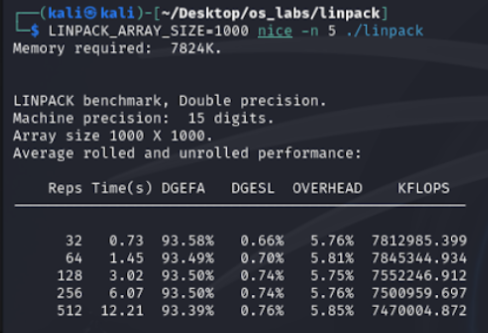 ┌──(kali㉿kali)-[~/Desktop/os_labs/linpack]
└─$ LINPACK_ARRAY_SIZE=1000 nice -n 5 ./linpack
Memory required:  7824K.
LINPACK benchmark, Double precision.
Machine precision:  15 digits.
Array size 1000 X 1000.
Average rolled and unrolled performance:
    Reps Time(s) DGEFA   DGESL  OVERHEAD    KFLOPS
      32   0.73  93.58%   0.66%   5.76%  7812985.399
      64   1.45  93.49%   0.70%   5.81%  7845344.934
     128   3.02  93.50%   0.74%   5.75%  7552246.912
     256   6.07  93.50%   0.74%   5.76%  7500959.697
     512  12.21  93.39%   0.76%   5.85%  7470004.872